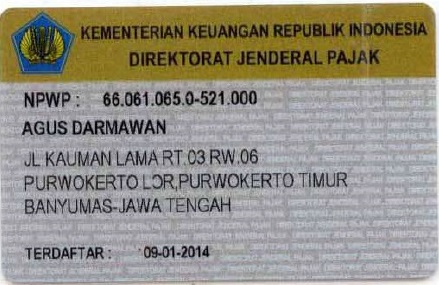 KEMENTERIAN KEUANGAN REPUBLIK INDONESIA
DIREKTORAT JENDERAL PAJAK
NPWP : 66.061.065.0-521.000
AGUS DARMAWAN
JL KAUMAN LAMA RT.03 RW.06
PURWOKERTO LOR,PURWOKERTO TIMUR
BANYUMAS-JAWA TENGAH
TERDAFTAR : 09-01-2014